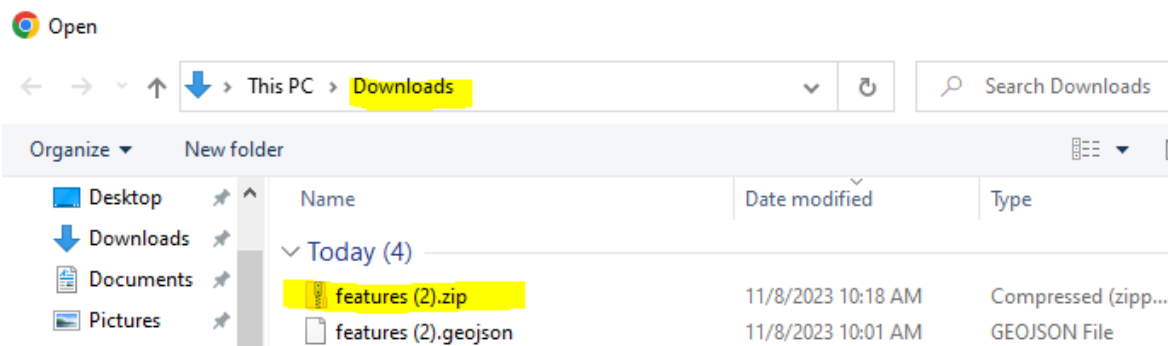 Open
This PC > Downloads
Search Downloads
Organize
New folder
Desktop
Downloads
Documents
Pictures
Name Date modified Type
Today (4)
features (2).zip 11/8/2023 10:18 AM Compressed (zipp...
features (2).geojson 11/8/2023 10:01 AM GEOJSON File